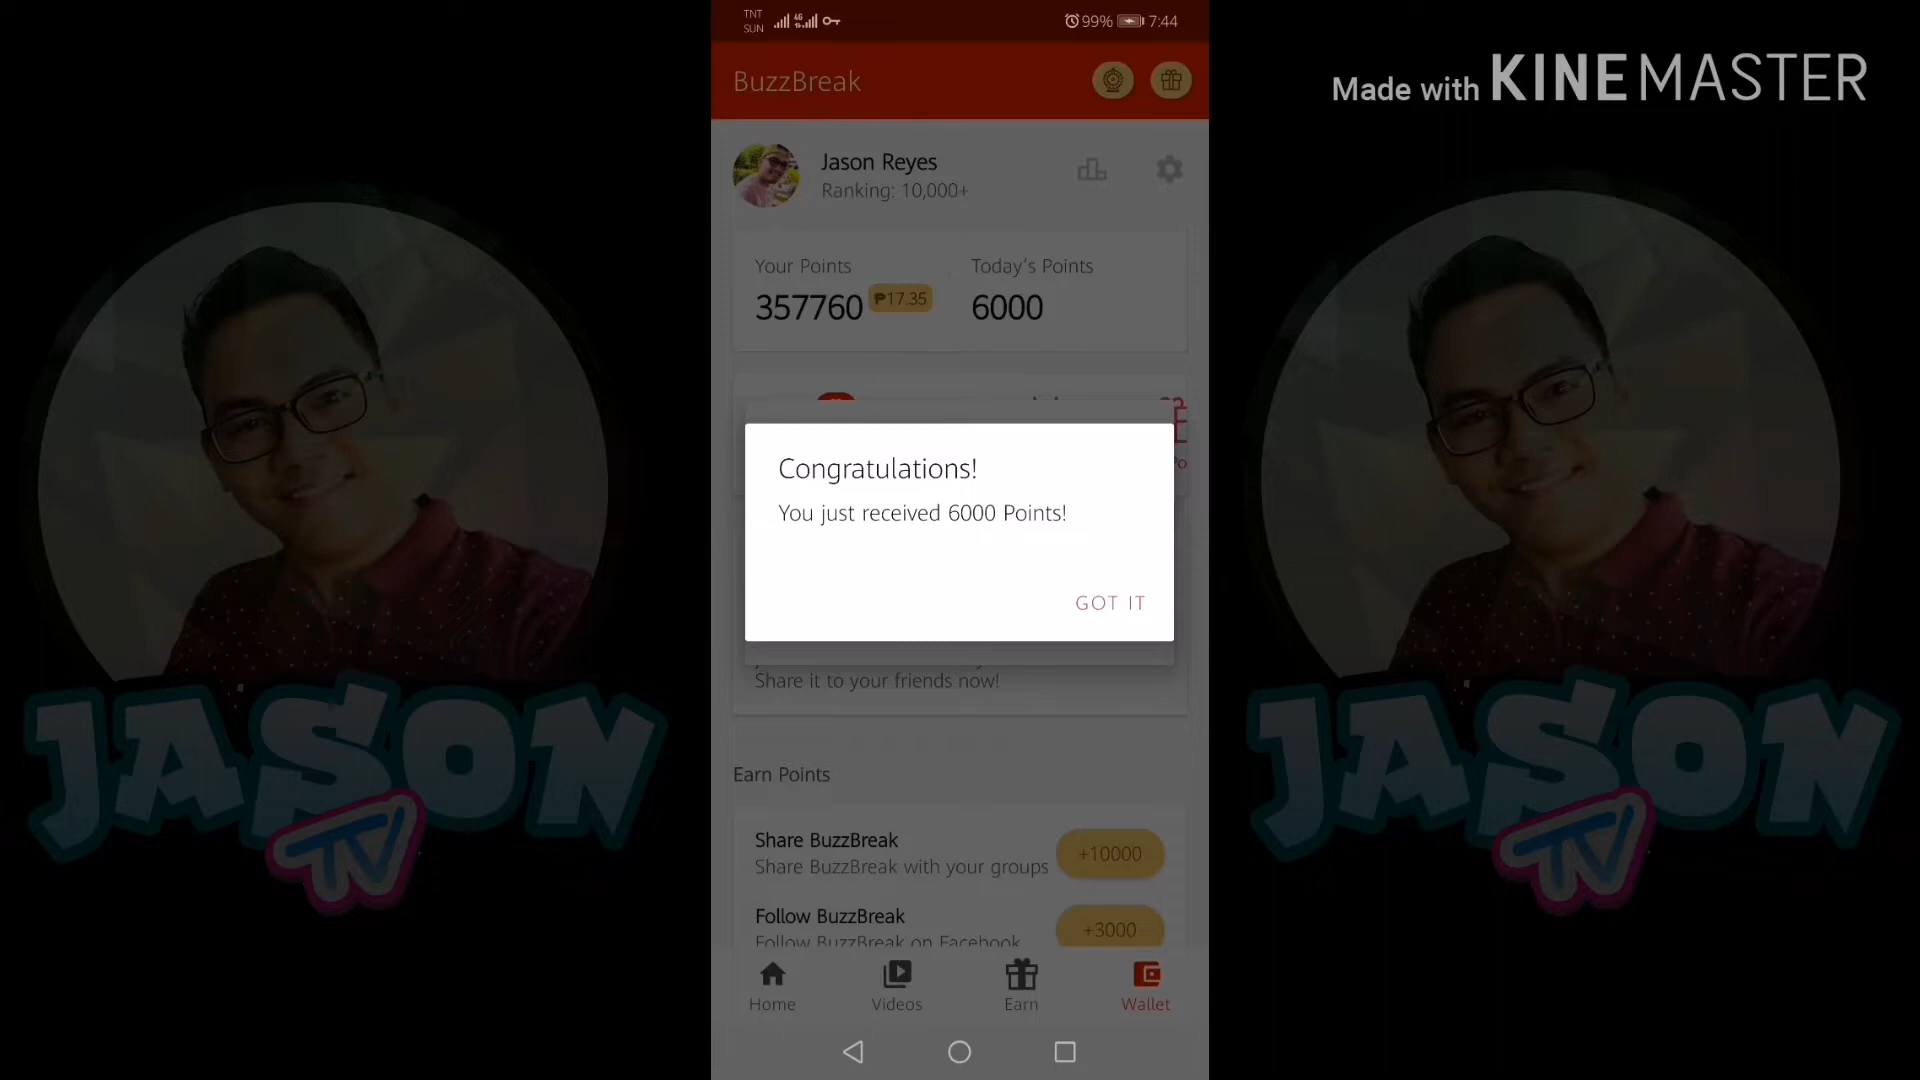 TNT
SUN
4G
99%
7:44
BuzzBreak
Made with KINEMASTER
Jason Reyes
Ranking: 10,000+
Your Points
Today's Points
357760
₱17.35
6000
Congratulations!
You just received 6000 Points!
GOT IT
Share it to your friends now!
Earn Points
Share BuzzBreak
Share BuzzBreak with your groups
+10000
Follow BuzzBreak
Follow BuzzBreak on Facebook
+3000
Home
Videos
Earn
Wallet
JASON
TV
JASON
TV